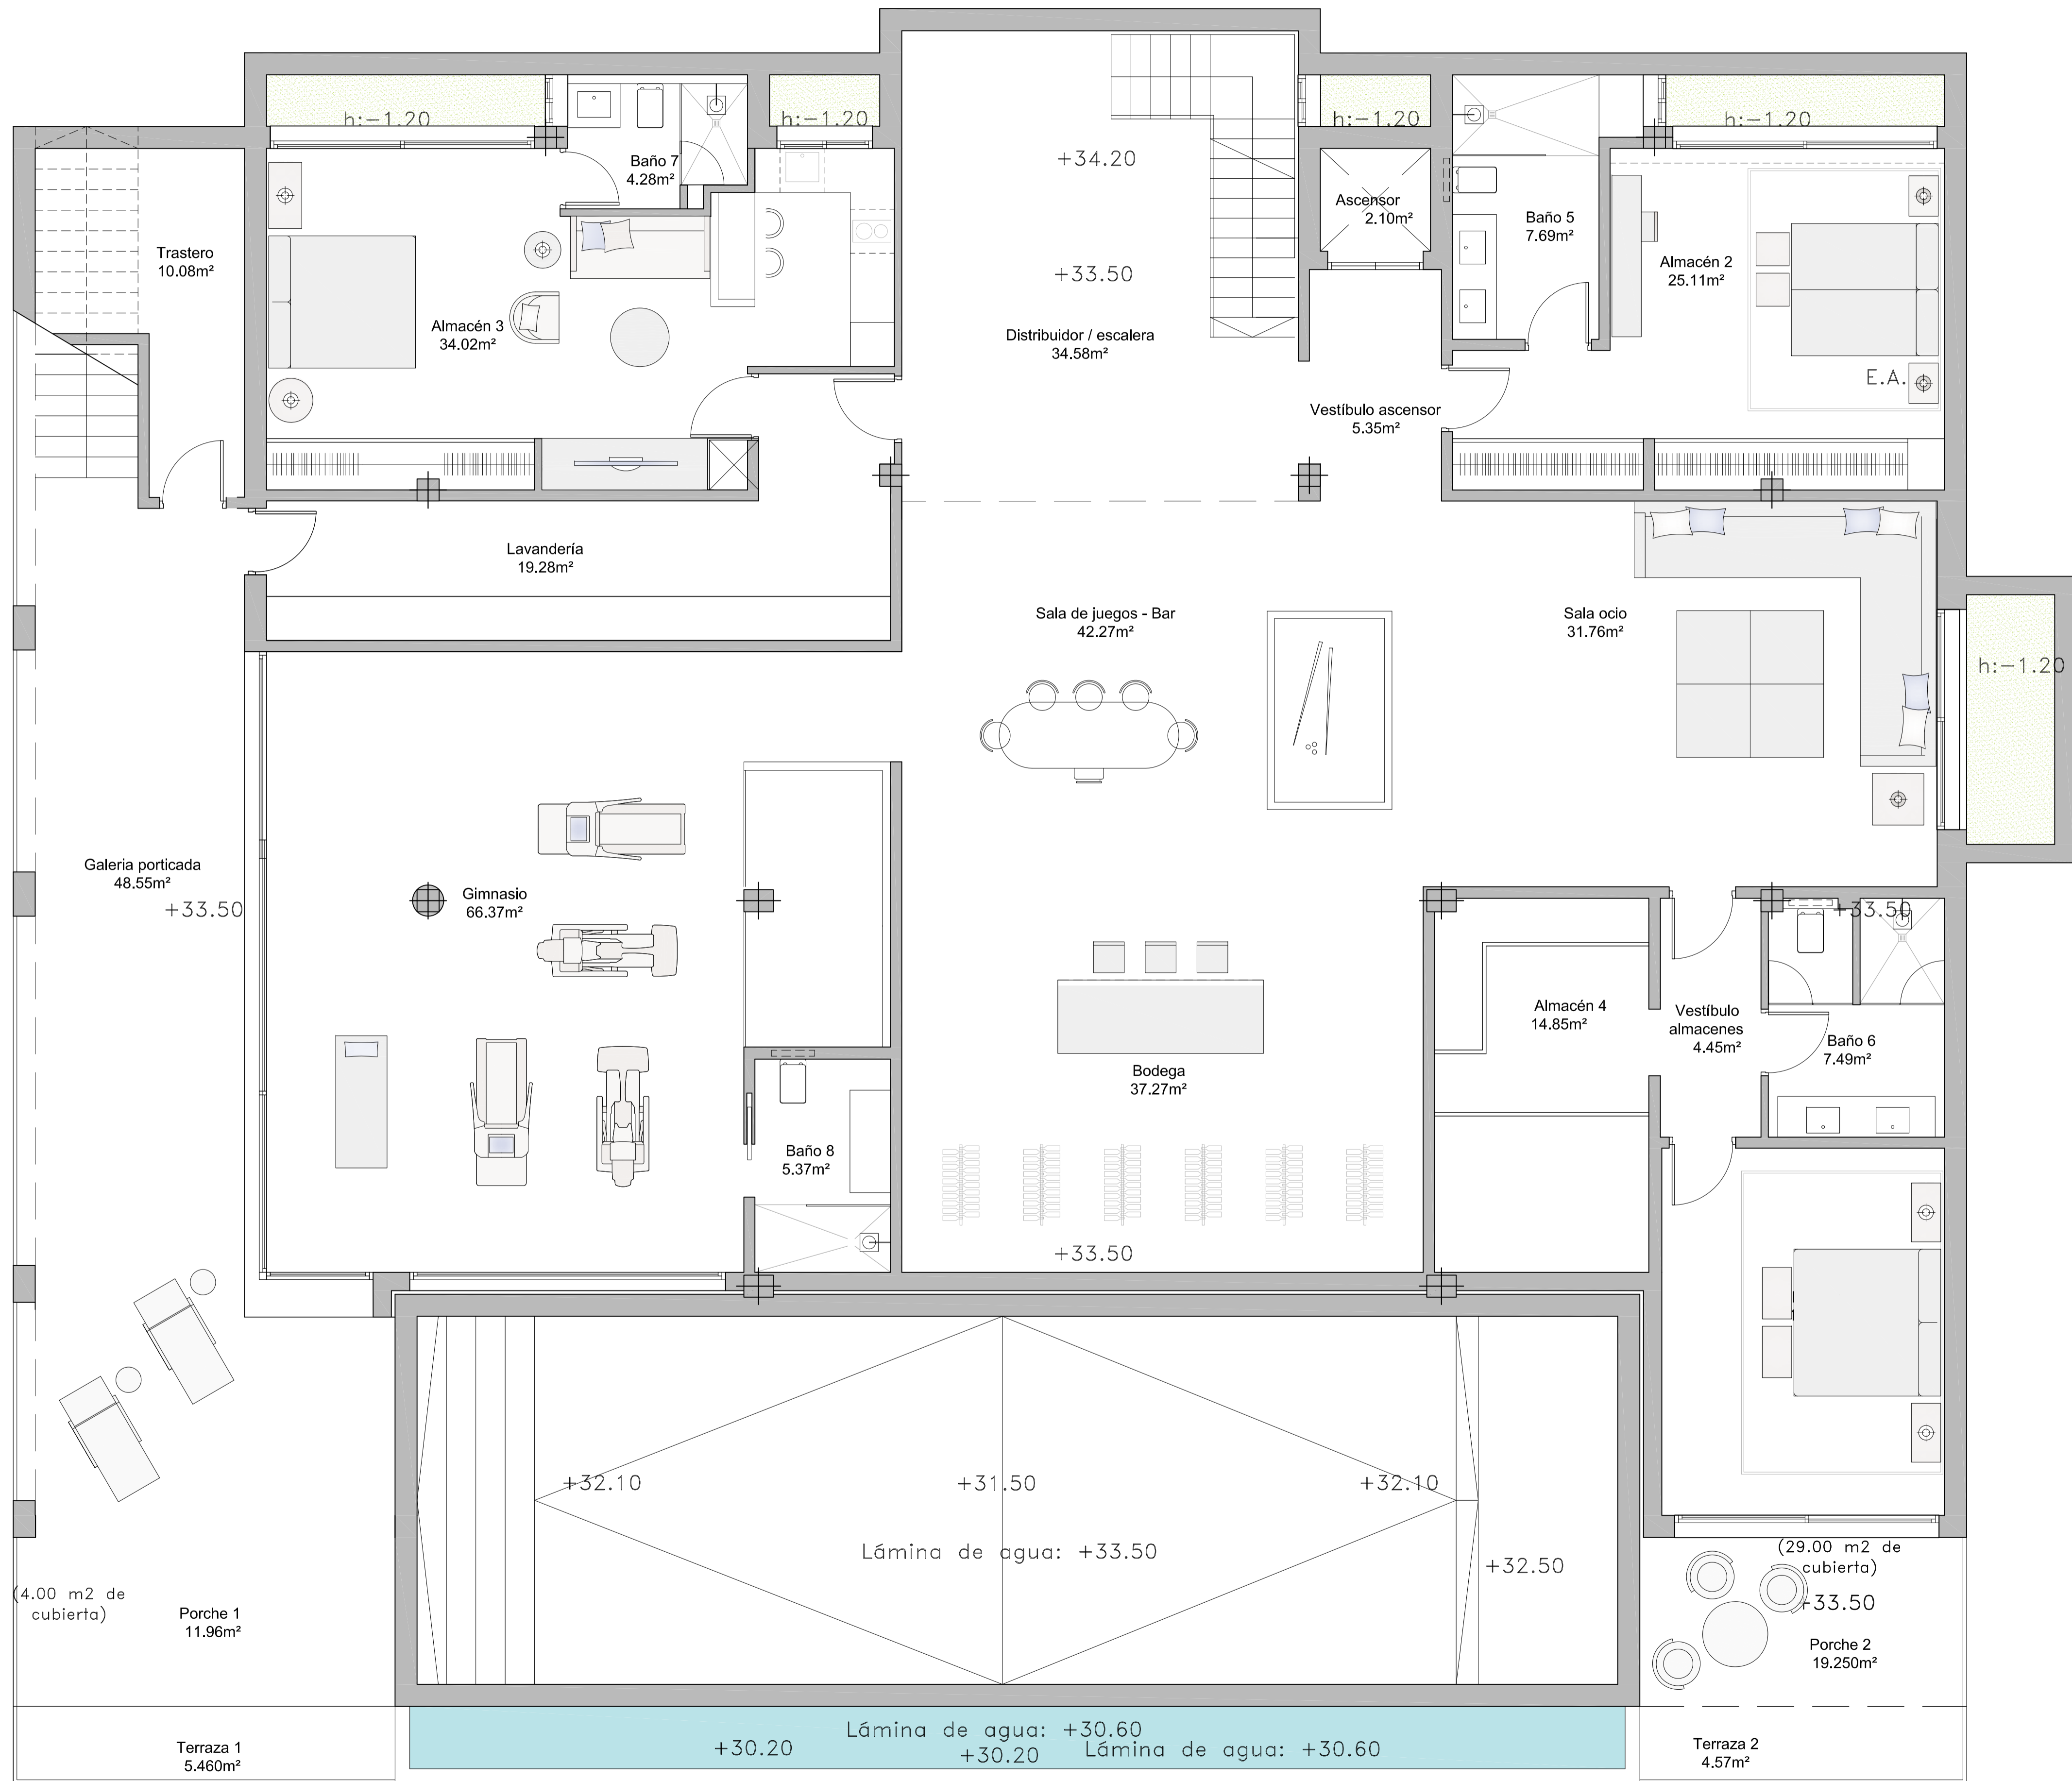 h:-1.20
h:-1.20
h:-1.20
h:-1.20
Baño 7
4.28m²
+34.20
Ascensor
2.10m²
Baño 5
7.69m²
Trastero
10.08m²
Almacén 2
25.11m²
+33.50
Almacén 3
34.02m²
Distribuidor / escalera
34.58m²
E.A.
Vestíbulo ascensor
5.35m²
Lavandería
19.28m²
Sala de juegos - Bar
42.27m²
Sala ocio
31.76m²
h:-1.20
Galeria porticada
48.55m²
+33.50
Gimnasio
66.37m²
+33.50
Almacén 4
14.85m²
Vestíbulo
almacenes
4.45m²
Baño 6
7.49m²
Bodega
37.27m²
Baño 8
5.37m²
+33.50
+32.10
+31.50
+32.10
Lámina de agua: +33.50
+32.50
(29.00 m2 de
cubierta)
+33.50
(4.00 m2 de
cubierta)
Porche 1
11.96m²
Porche 2
19.250m²
Lámina de agua: +30.60
+30.20
+30.20
Lámina de agua: +30.60
Terraza 1
5.460m²
Terraza 2
4.57m²